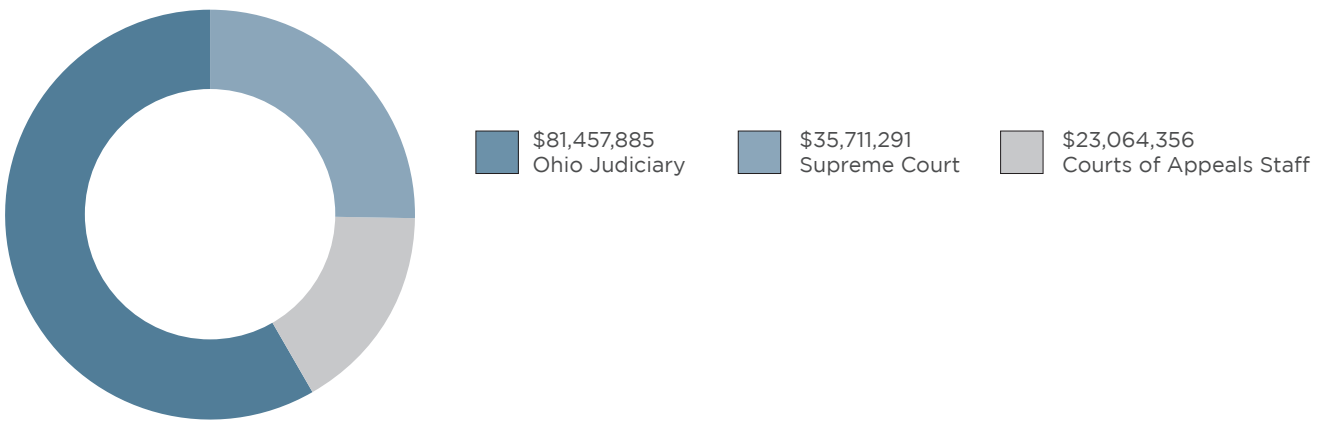 $81,457,885
Ohio Judiciary
$35,711,291
Supreme Court
$23,064,356
Courts of Appeals Staff